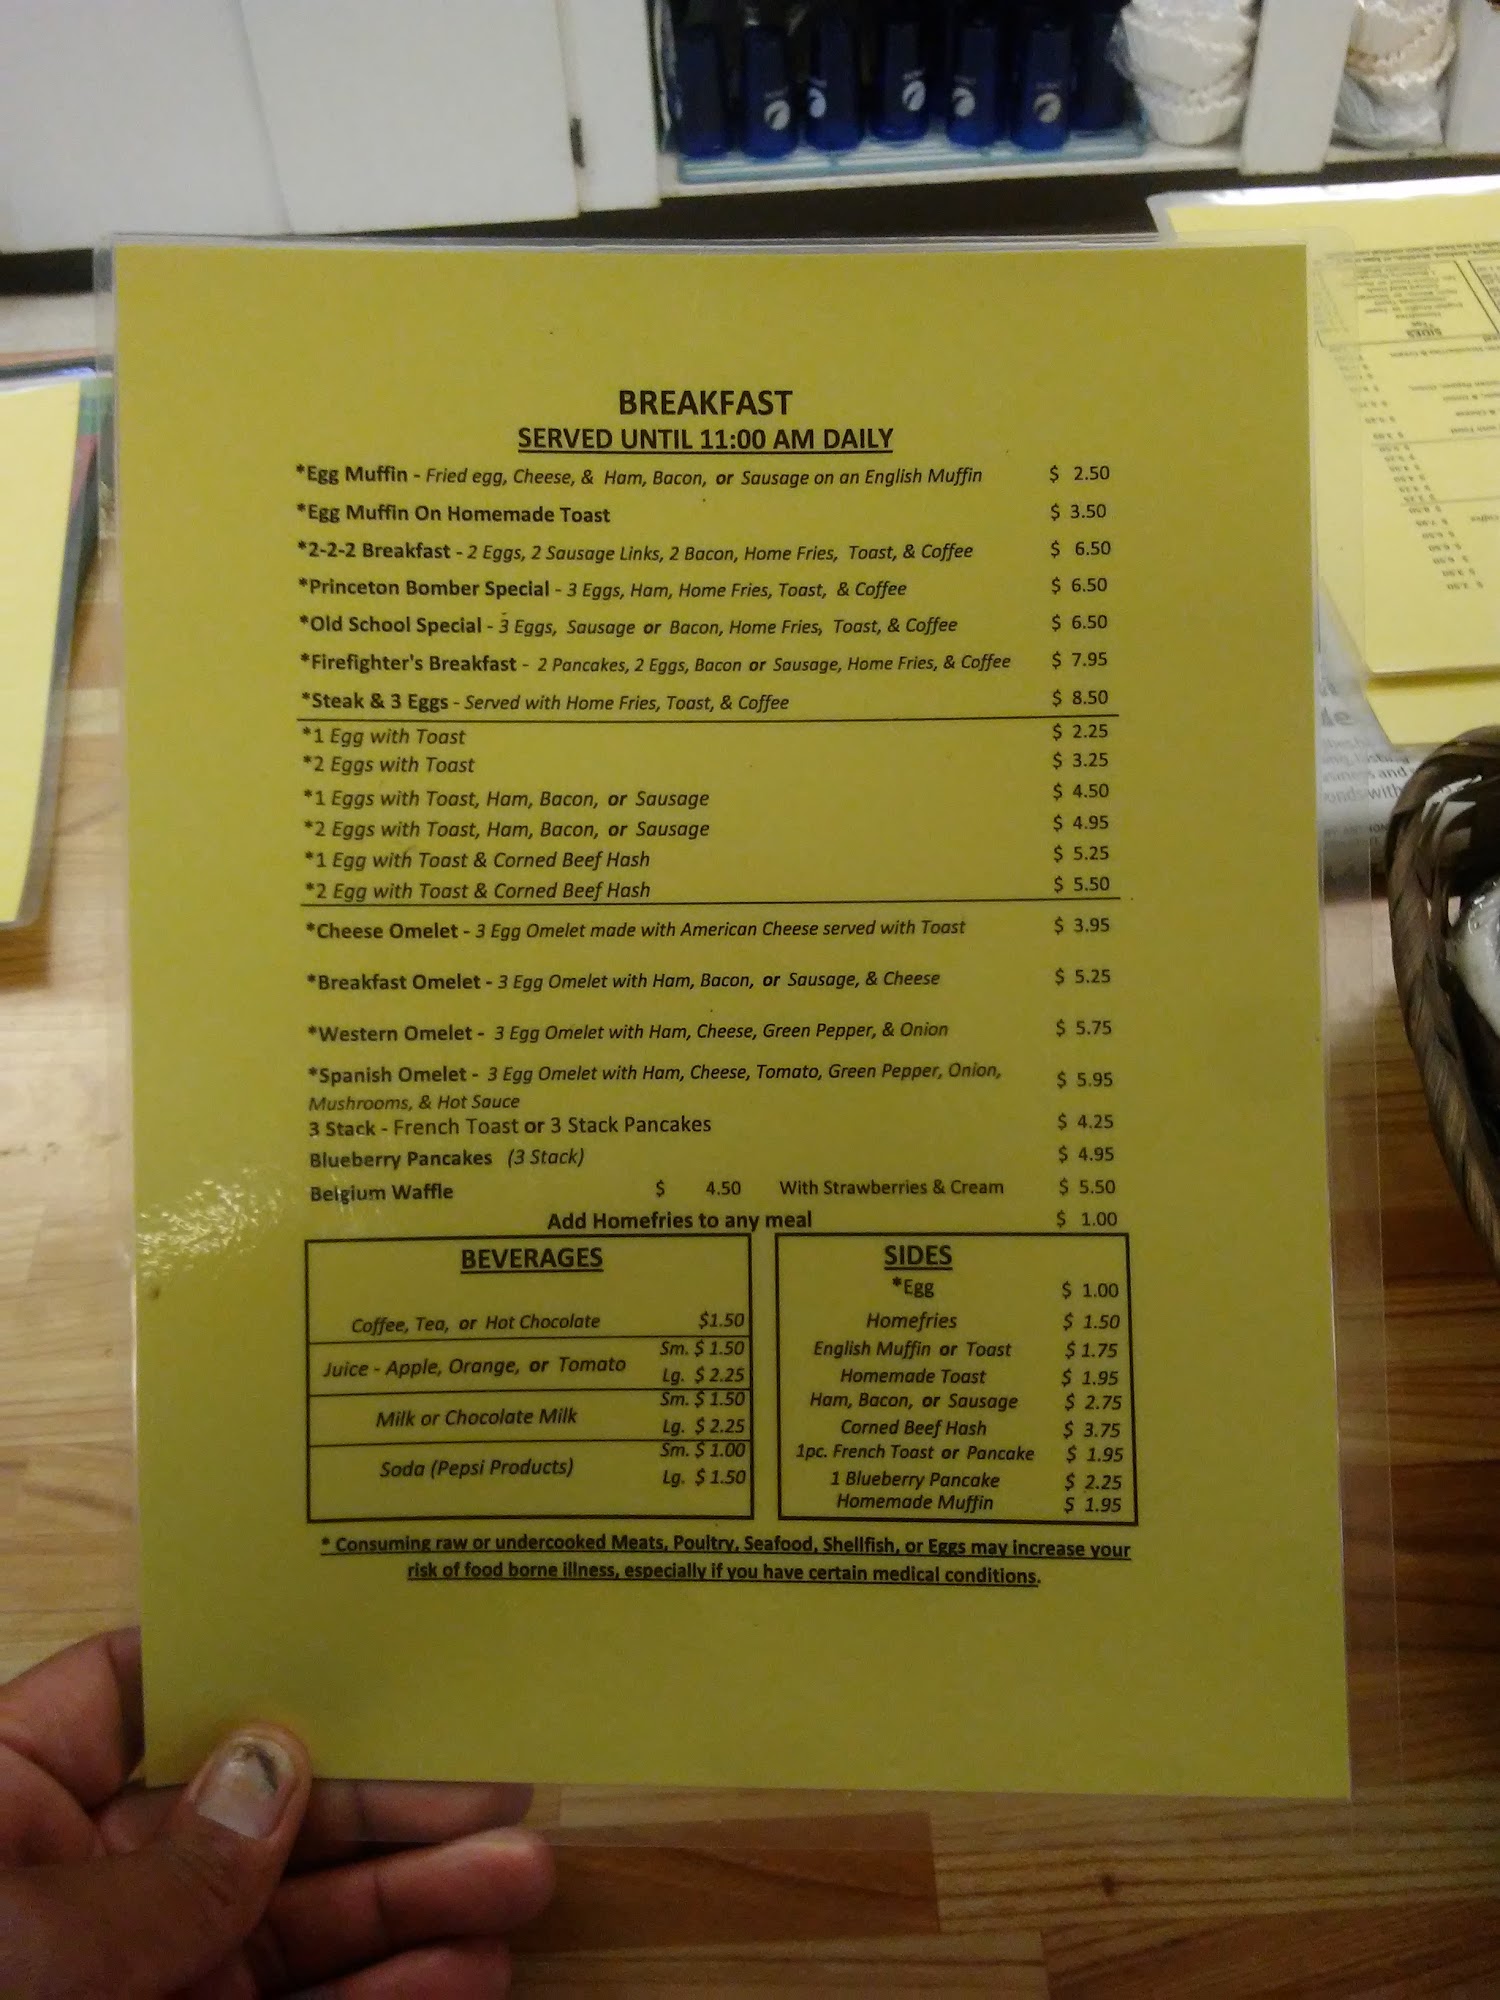 BREAKFAST
SERVED UNTIL 11:00 AM DAILY
*Egg Muffin - Fried egg, Cheese, & Ham, Bacon, or Sausage on an English Muffin $ 2.50
*Egg Muffin On Homemade Toast $ 3.50
*2-2-2 Breakfast - 2 Eggs, 2 Sausage Links, 2 Bacon, Home Fries, Toast, & Coffee $ 6.50
*Princeton Bomber Special - 3 Eggs, Ham, Home Fries, Toast, & Coffee $ 6.50
*Old School Special - 3 Eggs, Sausage or Bacon, Home Fries, Toast, & Coffee $ 6.50
*Firefighter's Breakfast - 2 Pancakes, 2 Eggs, Bacon or Sausage, Home Fries, & Coffee $ 7.95
*Steak & 3 Eggs - Served with Home Fries, Toast, & Coffee $ 8.50
*1 Egg with Toast $ 2.25
*2 Eggs with Toast $ 3.25
*1 Eggs with Toast, Ham, Bacon, or Sausage $ 4.50
*2 Eggs with Toast, Ham, Bacon, or Sausage $ 4.95
*1 Egg with Toast & Corned Beef Hash $ 5.25
*2 Egg with Toast & Corned Beef Hash $ 5.50
*Cheese Omelet - 3 Egg Omelet made with American Cheese served with Toast $ 3.95
*Breakfast Omelet - 3 Egg Omelet with Ham, Bacon, or Sausage, & Cheese $ 5.25
*Western Omelet - 3 Egg Omelet with Ham, Cheese, Green Pepper, & Onion $ 5.75
*Spanish Omelet - 3 Egg Omelet with Ham, Cheese, Tomato, Green Pepper, Onion, $ 5.95
Mushrooms, & Hot Sauce
3 Stack - French Toast or 3 Stack Pancakes $ 4.25
Blueberry Pancakes (3 Stack) $ 4.95
Belgium Waffle $ 4.50 With Strawberries & Cream $ 5.50
Add Homefries to any meal $ 1.00
BEVERAGES
Coffee, Tea, or Hot Chocolate $1.50
Juice - Apple, Orange, or Tomato Sm. $ 1.50
Lg. $ 2.25
Milk or Chocolate Milk Sm. $ 1.50
Lg. $ 2.25
Soda (Pepsi Products) Sm. $ 1.00
Lg. $ 1.50
SIDES
*Egg $ 1.00
Homefries $ 1.50
English Muffin or Toast $ 1.75
Homemade Toast $ 1.95
Ham, Bacon, or Sausage $ 2.75
Corned Beef Hash $ 3.75
1pc. French Toast or Pancake $ 1.95
1 Blueberry Pancake $ 2.25
Homemade Muffin $ 1.95
* Consuming raw or undercooked Meats, Poultry, Seafood, Shellfish, or Eggs may increase your
risk of food borne illness, especially if you have certain medical conditions.